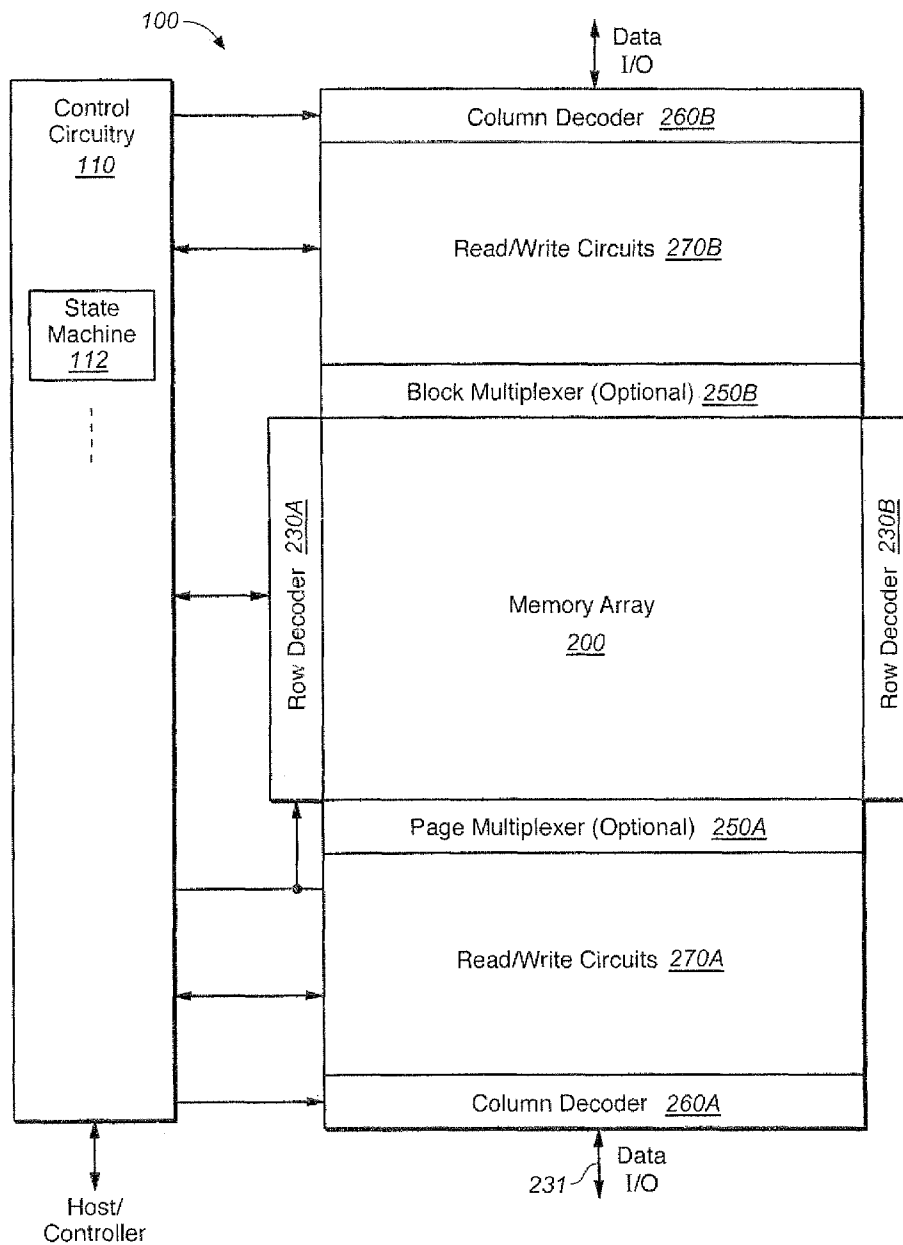 100
Data
I/O
Control
Circuitry
110
Column Decoder 260B
Read/Write Circuits 270B
State
Machine
112
Block Multiplexer (Optional) 250B
Row Decoder 230A
Row Decoder 230B
Memory Array
200
Page Multiplexer (Optional) 250A
Read/Write Circuits 270A
Column Decoder 260A
231
Data
I/O
Host/
Controller